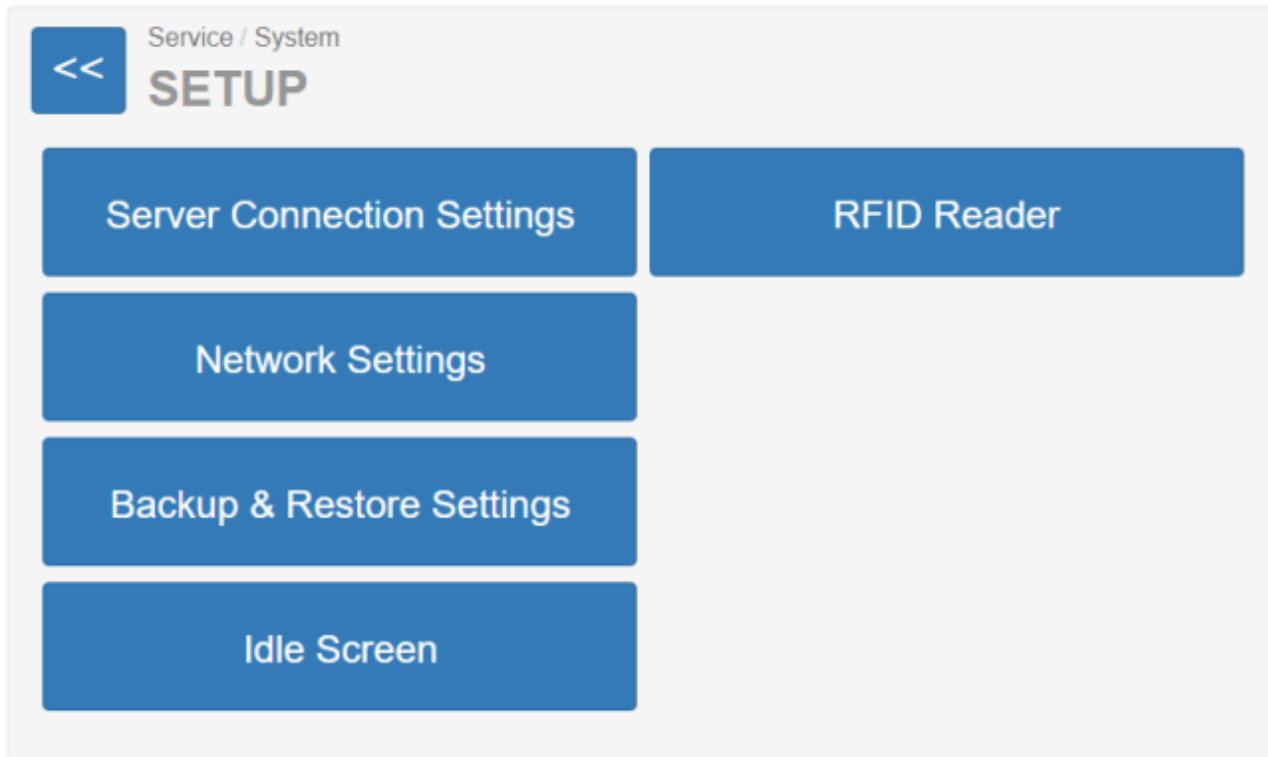 <<
Service / System
SETUP
Server Connection Settings
RFID Reader
Network Settings
Backup & Restore Settings
Idle Screen